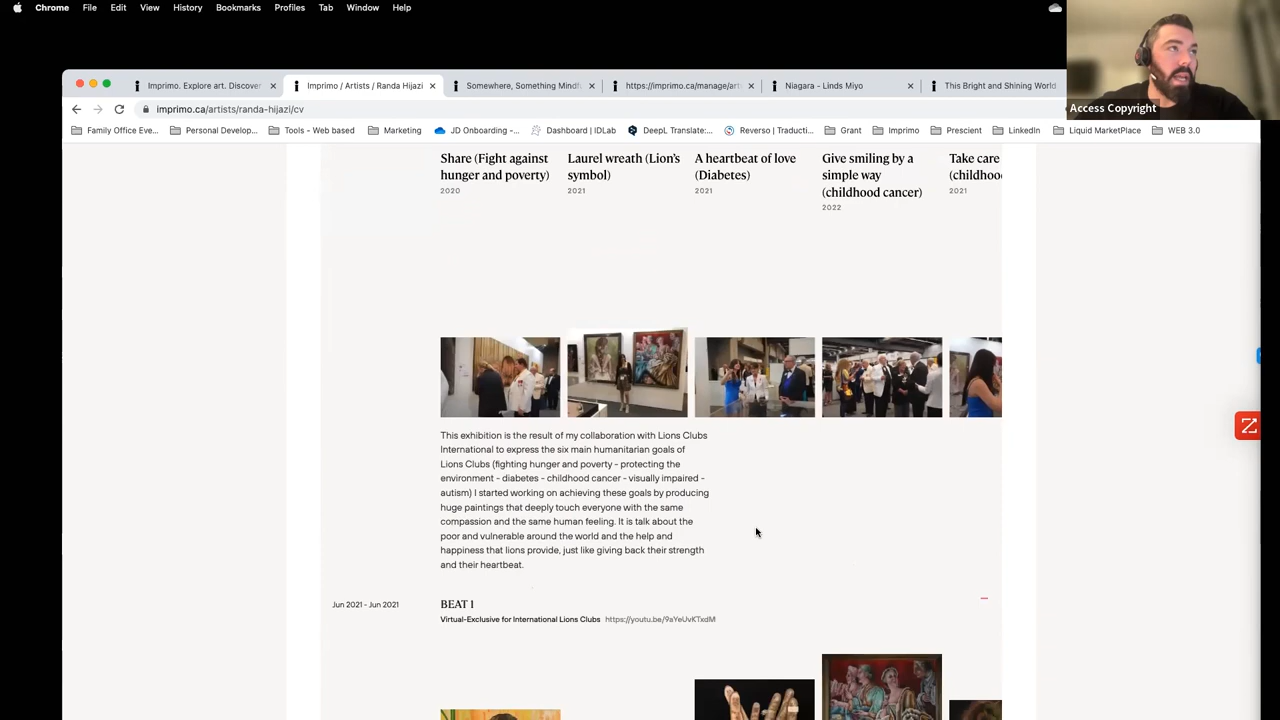 Chrome File Edit View History Bookmarks Profiles Tab Window Help
Access Copyright
Imprimo. Explore art. Discover Imprimo / Artists / Randa Hijazi Somewhere, Something Mindf https://imprimo.ca/manage/art Niagara - Linds Miyo This Bright and Shining World
imprimo.ca/artists/randa-hijazi/cv
Family Office Eve... Personal Develop... Tools - Web based Marketing JD Onboarding -... Dashboard | IDLab DeepL Translate:... Reverso | Traducti... Grant Imprimo Prescient LinkedIn Liquid MarketPlace WEB 3.0
Share (Fight against
hunger and poverty)
2020
Laurel wreath (Lion's
symbol)
2021
A heartbeat of love
(Diabetes)
2021
Give smiling by a
simple way
(childhood cancer)
2022
Take care
(childhoo
2021
This exhibition is the result of my collaboration with Lions Clubs
International to express the six main humanitarian goals of
Lions Clubs (fighting hunger and poverty - protecting the
environment - diabetes - childhood cancer - visually impaired -
autism) I started working on achieving these goals by producing
huge paintings that deeply touch everyone with the same
compassion and the same human feeling. It is talk about the
poor and vulnerable around the world and the help and
happiness that lions provide, just like giving back their strength
and their heartbeat.
Jun 2021 - Jun 2021 BEAT 1
Virtual-Exclusive for International Lions Clubs https://youtu.be/9aYeUvKTxdM